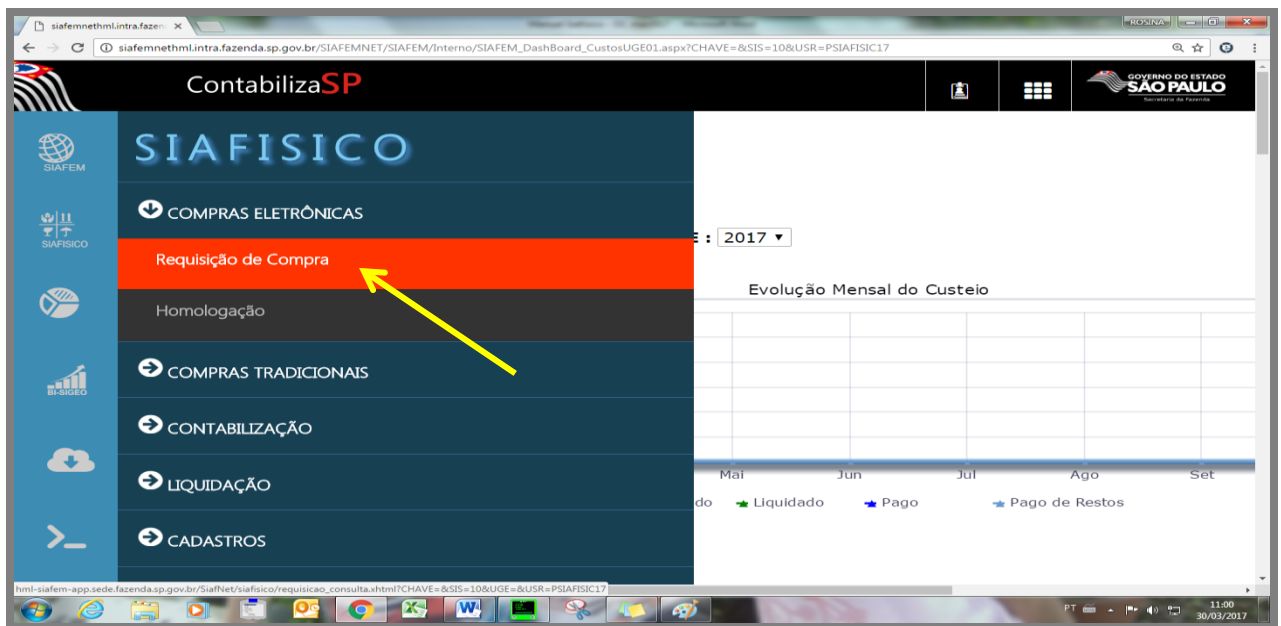 siafemnethml.intra.fazen
ROSINA
siafemnethml.intra.fazenda.sp.gov.br/SIAFEMNET/SIAFEM/Interno/SIAFEM_DashBoard_CustosUGE01.aspx?CHAVE=&SIS=10&USR=PSIAFISIC17
ContabilizaSP
GOVERNO DO ESTADO
SÃO PAULO
Secretaria da Fazenda
SIAFEM
SIAFISICO
BI-SIGEO
SIAFISICO
COMPRAS ELETRÔNICAS
Requisição de Compra
Homologação
COMPRAS TRADICIONAIS
CONTABILIZAÇÃO
LIQUIDAÇÃO
CADASTROS
: 2017
Evolução Mensal do Custeio
Mai Jun Jul Ago Set
do Liquidado Pago Pago de Restos
hml-siafem-app.sede.fazenda.sp.gov.br/SiafNet/siafisico/requisicao_consulta.xhtml?CHAVE=&SIS=10&UGE=&USR=PSIAFISIC17
PT
11:00
30/03/2017